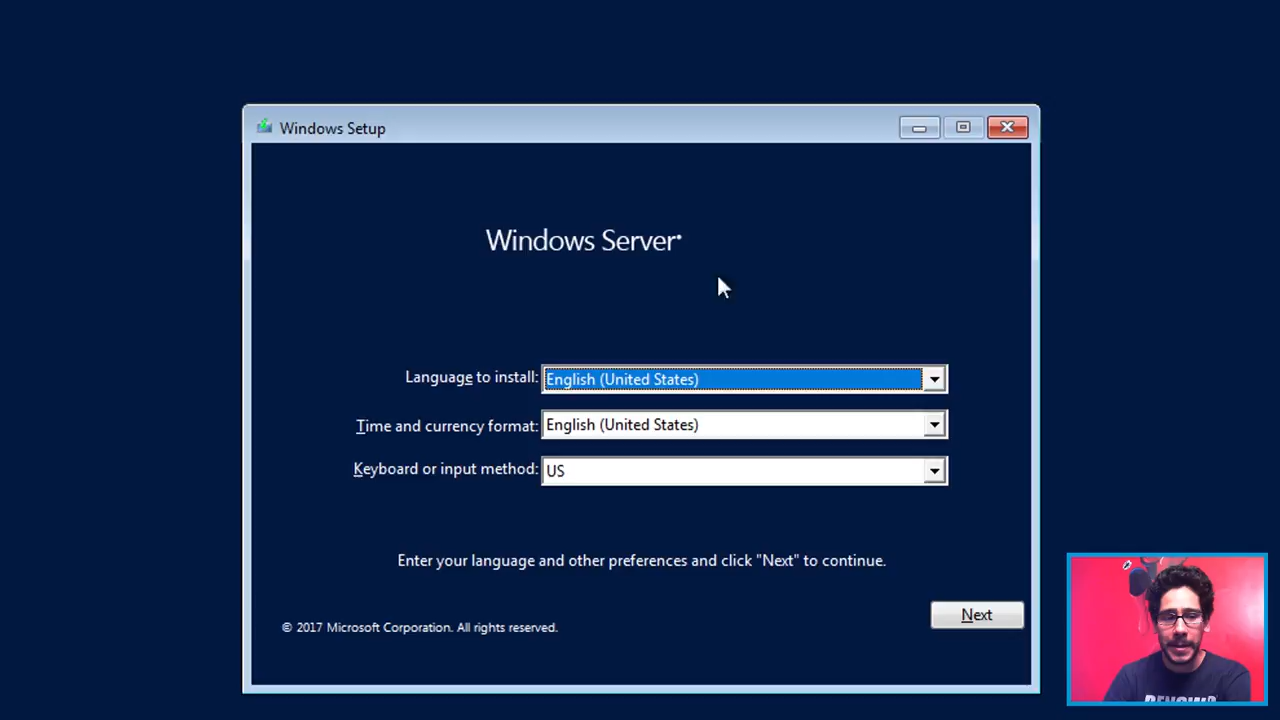 Windows Setup
Windows Server
Language to install: English (United States)
Time and currency format: English (United States)
Keyboard or input method: US
Enter your language and other preferences and click "Next" to continue.
Next
© 2017 Microsoft Corporation. All rights reserved.